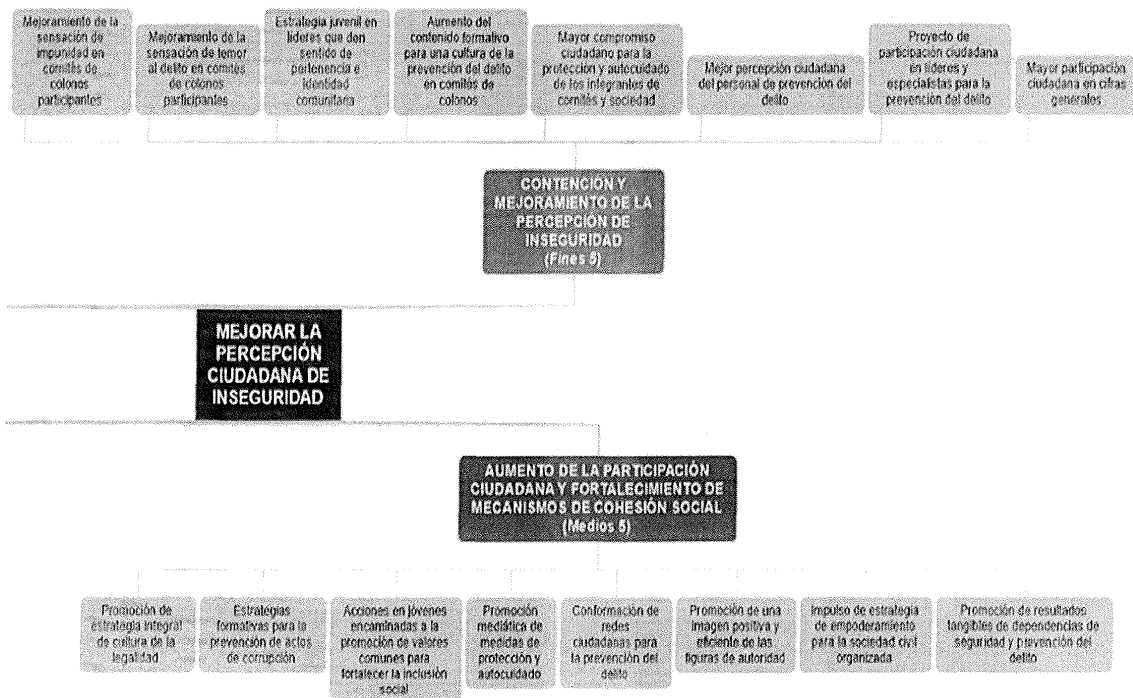 Mejoramiento de la
sensación de
impunidad en
comités de
colonos
participantes
Mejoramiento de la
sensación de temor
al delito en comités
de colonos
participantes
Estrategia juvenil en
líderes que den
sentido de
pertenencia e
identidad
comunitaria
Aumento del
contenido formativo
para una cultura de la
prevención del delito
en comités de
colonos
Mayor compromiso
ciudadano para la
protección y autocuidado
de los integrantes de
comités y sociedad
Mejor percepción ciudadana
del personal de prevención del
delito
Proyecto de
participación ciudadana
en líderes y
especialistas para la
prevención del delito
Mayor participación
ciudadana en cifras
generales
CONTENCIÓN Y
MEJORAMIENTO DE LA
PERCEPCIÓN DE
INSEGURIDAD
(Fines 5)
MEJORAR LA
PERCEPCIÓN
CIUDADANA DE
INSEGURIDAD
AUMENTO DE LA PARTICIPACIÓN
CIUDADANA Y FORTALECIMIENTO DE
MECANISMOS DE COHESIÓN SOCIAL
(Medios 5)
Promoción de
estrategia integral
de cultura de la
legalidad
Estrategias
formativas para la
prevención de actos
de corrupción
Acciones en jóvenes
encaminadas a la
promoción de valores
comunes para
fortalecer la inclusión
social
Promoción
mediática de
medidas de
protección y
autocuidado
Conformación de
redes
ciudadanas para
la prevención del
delito
Promoción de una
imagen positiva y
eficiente de las
figuras de autoridad
Impulso de estrategia
de empoderamiento
para la sociedad civil
organizada
Promoción de resultados
tangibles de dependencias de
seguridad y prevención del
delito